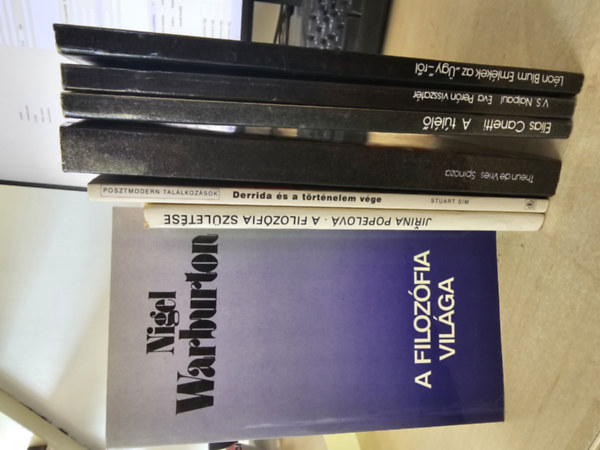 Léon Blum Emlékek az „Ügy”-ről
V. S. Naipaul Eva Perón visszatér
Elias Canetti A túlélő
Theun de Vries Spinoza
POSZTMODERN TALÁLKOZÁSOK Derrida és a történelem vége STUART SIM
JIŘINA POPELOVÁ · A FILOZÓFIA SZÜLETÉSE
Nigel
Warburton
A FILOZÓFIA
VILÁGA